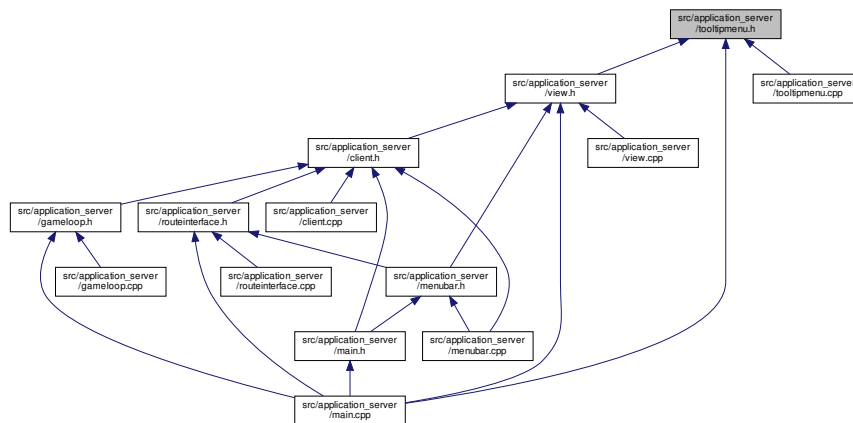 src/application_server
/tooltipmenu.h
src/application_server
/view.h
src/application_server
/tooltipmenu.cpp
src/application_server
/client.h
src/application_server
/view.cpp
src/application_server
/gameloop.h
src/application_server
/routeinterface.h
src/application_server
/client.cpp
src/application_server
/gameloop.cpp
src/application_server
/routeinterface.cpp
src/application_server
/menubar.h
src/application_server
/main.h
src/application_server
/menubar.cpp
src/application_server
/main.cpp